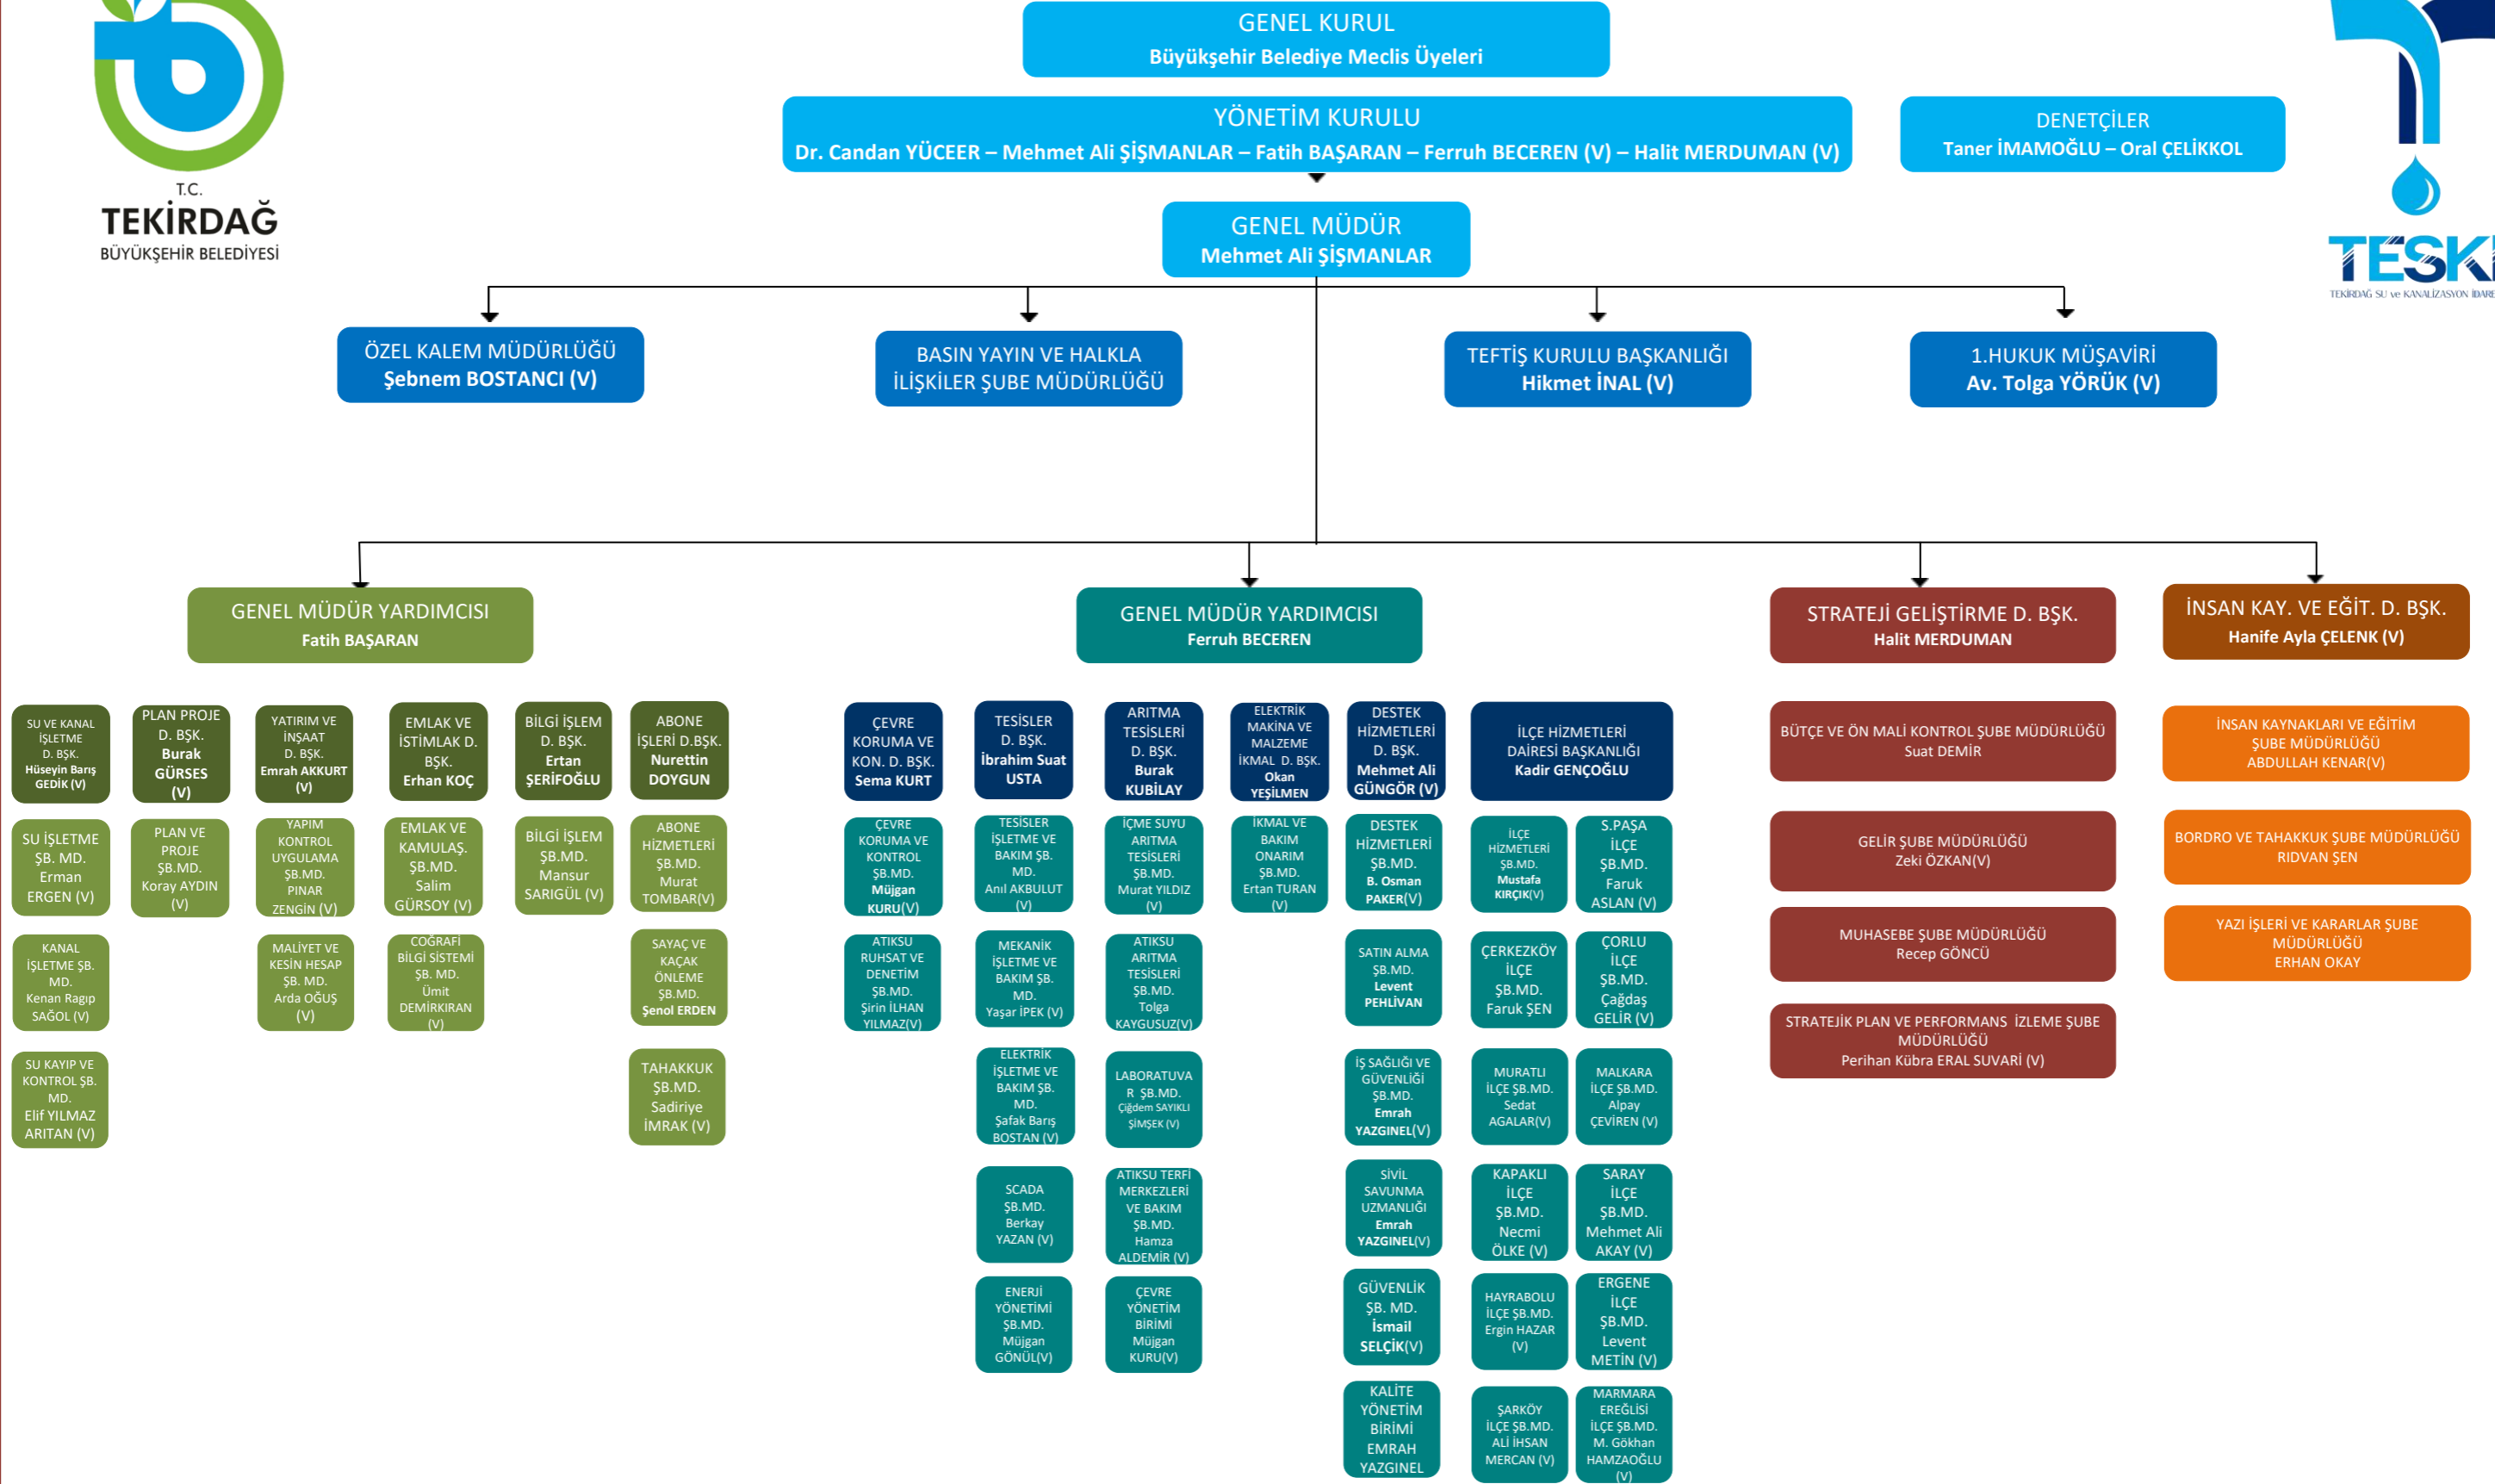 GENEL KURUL
Büyükşehir Belediye Meclis Üyeleri
YÖNETİM KURULU
Dr. Candan YÜCEER – Mehmet Ali ŞİŞMANLAR – Fatih BAŞARAN – Ferruh BECEREN (V) – Halit MERDUMAN (V)
DENETÇİLER
Taner İMAMOĞLU – Oral ÇELİKKOL
T.C.
TEKİRDAĞ
BÜYÜKŞEHİR BELEDİYESİ
GENEL MÜDÜR
Mehmet Ali ŞİŞMANLAR
TESKİ
TEKİRDAĞ SU ve KANALİZASYON İDARE
ÖZEL KALEM MÜDÜRLÜĞÜ
Şebnem BOSTANCI (V)
BASIN YAYIN VE HALKLA
İLİŞKİLER ŞUBE MÜDÜRLÜĞÜ
TEFTİŞ KURULU BAŞKANLIĞI
Hikmet İNAL (V)
1.HUKUK MÜŞAVİRİ
Av. Tolga YÖRÜK (V)
GENEL MÜDÜR YARDIMCISI
Fatih BAŞARAN
GENEL MÜDÜR YARDIMCISI
Ferruh BECEREN
STRATEJİ GELİŞTİRME D. BŞK.
Halit MERDUMAN
İNSAN KAY. VE EĞİT. D. BŞK.
Hanife Ayla ÇELENK (V)
SU VE KANAL
İŞLETME
D. BŞK.
Hüseyin Barış
GEDİK (V)
PLAN PROJE
D. BŞK.
Burak
GÜRSES
(V)
YATIRIM VE
İNŞAAT
D. BŞK.
Emrah AKKURT
(V)
EMLAK VE
İSTİMLAK D.
BŞK.
Erhan KOÇ
BİLGİ İŞLEM
D. BŞK.
Ertan
ŞERİFOĞLU
ABONE
İŞLERİ D.BŞK.
Nurettin
DOYGUN
ÇEVRE
KORUMA VE
KON. D. BŞK.
Sema KURT
TESİSLER
D. BŞK.
İbrahim Suat
USTA
ARITMA
TESİSLERİ
D. BŞK.
Burak
KUBİLAY
ELEKTRİK
MAKİNA VE
MALZEME
İKMAL  D. BŞK.
Okan
YEŞİLMEN
DESTEK
HİZMETLERİ
D. BŞK.
Mehmet Ali
GÜNGÖR (V)
İLÇE HİZMETLERİ
DAİRESİ BAŞKANLIĞI
Kadir GENÇOĞLU
BÜTÇE VE ÖN MALİ KONTROL ŞUBE MÜDÜRLÜĞÜ
Suat DEMİR
İNSAN KAYNAKLARI VE EĞİTİM
ŞUBE MÜDÜRLÜĞÜ
ABDULLAH KENAR(V)
SU İŞLETME
ŞB. MD.
Erman
ERGEN (V)
PLAN VE
PROJE
ŞB.MD.
Koray AYDIN
(V)
YAPIM
KONTROL
UYGULAMA
ŞB.MD.
PINAR
ZENGİN (V)
EMLAK VE
KAMULAŞ.
ŞB.MD.
Salim
GÜRSOY (V)
BİLGİ İŞLEM
ŞB.MD.
Mansur
SARIGÜL (V)
ABONE
HİZMETLERİ
ŞB.MD.
Murat
TOMBAR(V)
ÇEVRE
KORUMA VE
KONTROL
ŞB.MD.
Müjgan
KURU(V)
TESİSLER
İŞLETME VE
BAKIM ŞB.
MD.
Anıl AKBULUT
(V)
İÇME SUYU
ARITMA
TESİSLERİ
ŞB.MD.
Murat YILDIZ
(V)
İKMAL VE
BAKIM
ONARIM
ŞB.MD.
Ertan TURAN
(V)
DESTEK
HİZMETLERİ
ŞB.MD.
B. Osman
PAKER(V)
İLÇE
HİZMETLERİ
ŞB.MD.
Mustafa
KIRÇIK(V)
S.PAŞA
İLÇE
ŞB.MD.
Faruk
ASLAN (V)
GELİR ŞUBE MÜDÜRLÜĞÜ
Zeki ÖZKAN(V)
BORDRO VE TAHAKKUK ŞUBE MÜDÜRLÜĞÜ
RIDVAN ŞEN
KANAL
İŞLETME ŞB.
MD.
Kenan Ragıp
SAĞOL (V)
MALİYET VE
KESİN HESAP
ŞB. MD.
Arda OĞUŞ
(V)
COĞRAFİ
BİLGİ SİSTEMİ
ŞB. MD.
Ümit
DEMİRKIRAN
(V)
SAYAÇ VE
KAÇAK
ÖNLEME
ŞB.MD.
Şenol ERDEN
ATIKSU
RUHSAT VE
DENETİM
ŞB.MD.
Şirin İLHAN
YILMAZ(V)
MEKANİK
İŞLETME VE
BAKIM ŞB.
MD.
Yaşar İPEK (V)
ATIKSU
ARITMA
TESİSLERİ
ŞB.MD.
Tolga
KAYGUSUZ(V)
SATIN ALMA
ŞB.MD.
Levent
PEHLİVAN
ÇERKEZKÖY
İLÇE
ŞB.MD.
Faruk ŞEN
ÇORLU
İLÇE
ŞB.MD.
Çağdaş
GELİR (V)
MUHASEBE ŞUBE MÜDÜRLÜĞÜ
Recep GÖNCÜ
YAZI İŞLERİ VE KARARLAR ŞUBE
MÜDÜRLÜĞÜ
ERHAN OKAY
SU KAYIP VE
KONTROL ŞB.
MD.
Elif YILMAZ
ARITAN (V)
TAHAKKUK
ŞB.MD.
Sadiriye
İMRAK (V)
ELEKTRİK
İŞLETME VE
BAKIM ŞB.
MD.
Şafak Barış
BOSTAN (V)
LABORATUVA
R  ŞB.MD.
Çiğdem SAYIKLI
ŞİMŞEK (V)
İŞ SAĞLIĞI VE
GÜVENLİĞİ
ŞB.MD.
Emrah
YAZGINEL(V)
MURATLI
İLÇE ŞB.MD.
Sedat
AGALAR(V)
MALKARA
İLÇE ŞB.MD.
Alpay
ÇEVİREN (V)
STRATEJİK PLAN VE PERFORMANS  İZLEME ŞUBE
MÜDÜRLÜĞÜ
Perihan Kübra ERAL SUVARİ (V)
SCADA
ŞB.MD.
Berkay
YAZAN (V)
ATIKSU TERFİ
MERKEZLERİ
VE BAKIM
ŞB.MD.
Hamza
ALDEMİR (V)
SİVİL
SAVUNMA
UZMANLIĞI
Emrah
YAZGINEL(V)
KAPAKLI
İLÇE
ŞB.MD.
Necmi
ÖLKE (V)
SARAY
İLÇE
ŞB.MD.
Mehmet Ali
AKAY (V)
ENERJİ
YÖNETİMİ
ŞB.MD.
Müjgan
GÖNÜL(V)
ÇEVRE
YÖNETİM
BİRİMİ
Müjgan
KURU(V)
GÜVENLİK
ŞB. MD.
İsmail
SELÇİK(V)
HAYRABOLU
İLÇE ŞB.MD.
Ergin HAZAR
(V)
ERGENE
İLÇE
ŞB.MD.
Levent
METİN (V)
KALİTE
YÖNETİM
BİRİMİ
EMRAH
YAZGINEL
ŞARKÖY
İLÇE ŞB.MD.
ALİ İHSAN
MERCAN (V)
MARMARA
EREĞLİSİ
İLÇE ŞB.MD.
M. Gökhan
HAMZAOĞLU
(V)